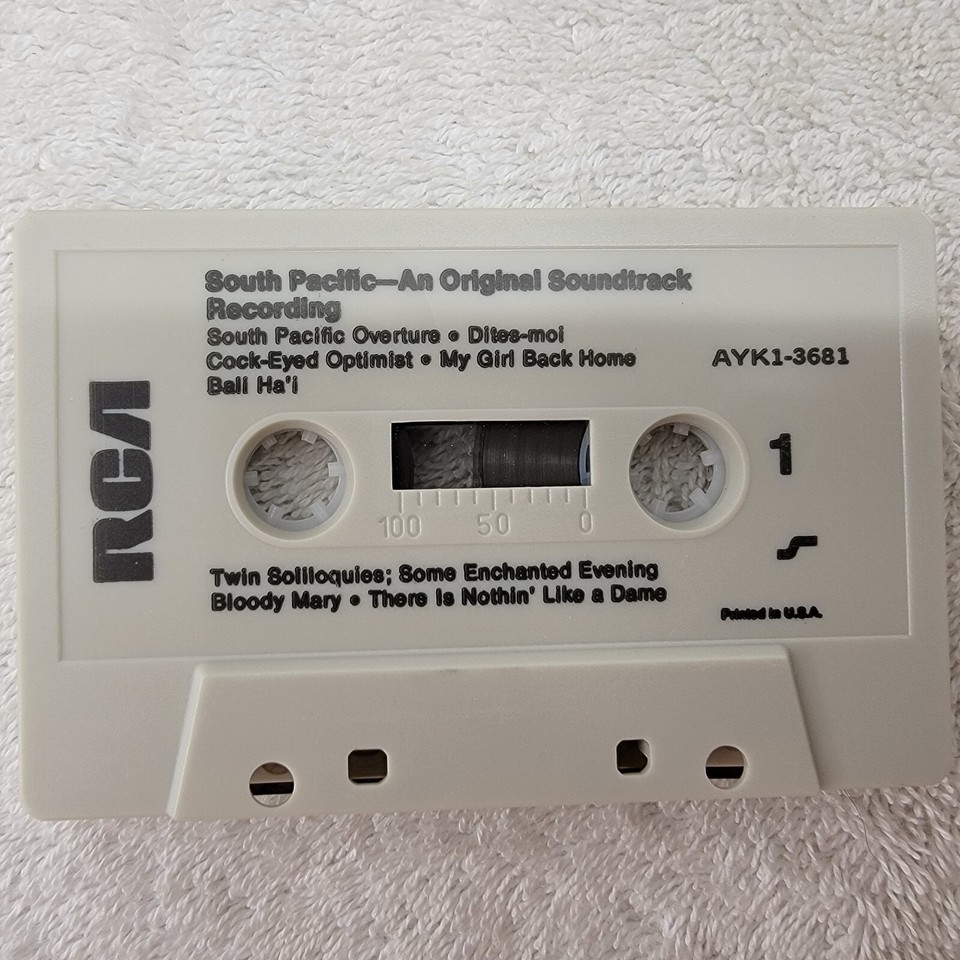 South Pacific—An Original Soundtrack
Recording
South Pacific Overture • Dites-moi
Cock-Eyed Optimist • My Girl Back Home
Bali Ha'i
AYK1-3681
RCA
1
100 50 0
Twin Soliloquies; Some Enchanted Evening
Bloody Mary • There Is Nothin' Like a Dame
Printed in U.S.A.